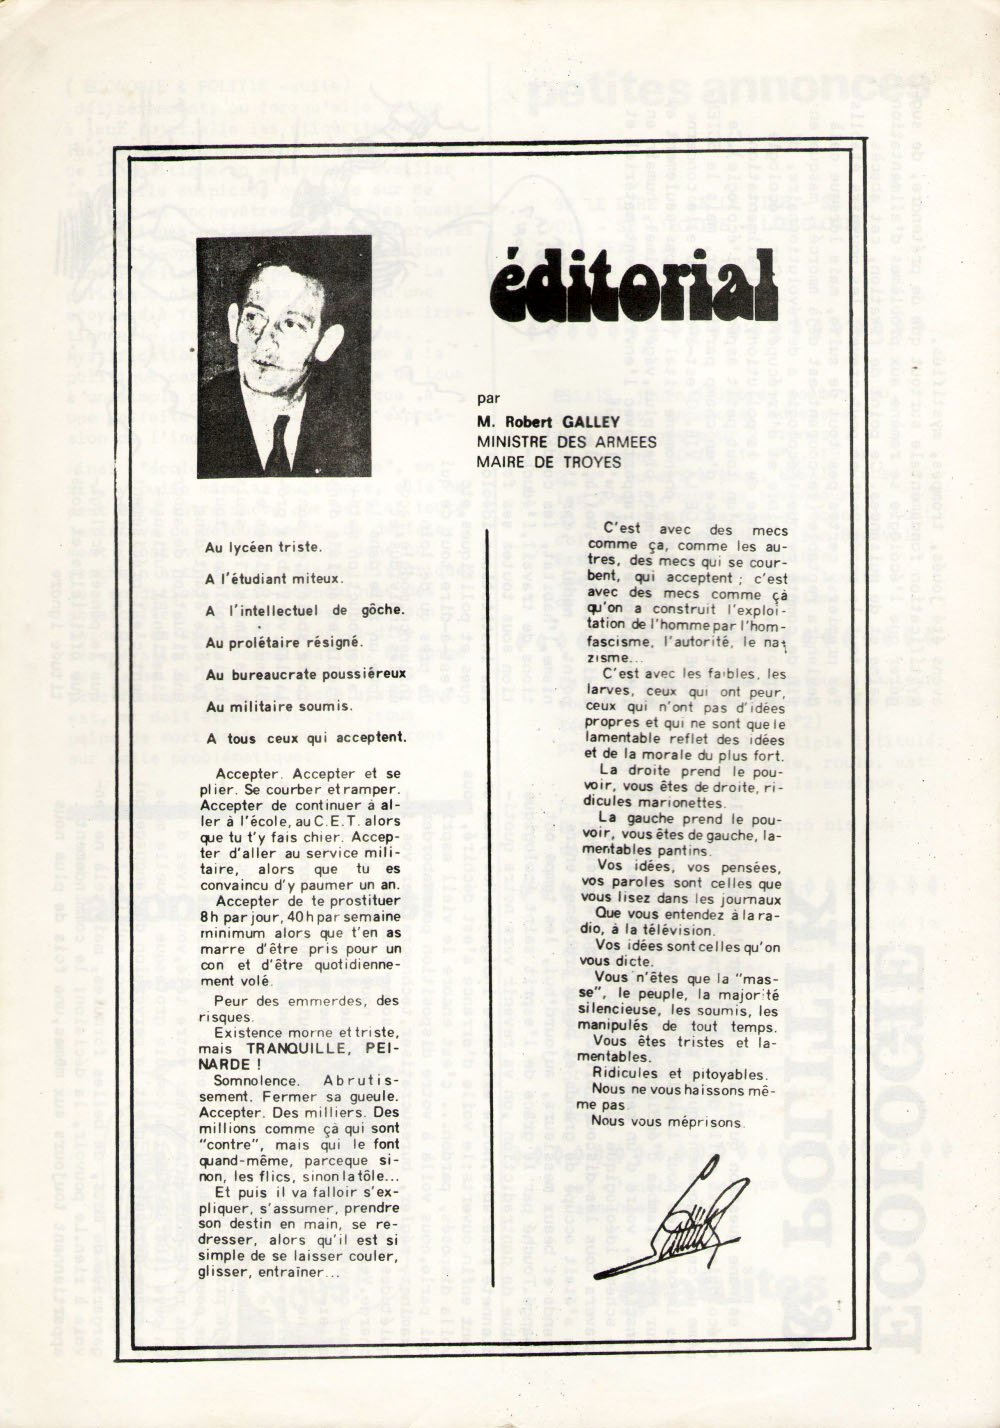 éditorial
par
M. Robert GALLEY
MINISTRE DES ARMEES
MAIRE DE TROYES
Au lycéen triste.
A l'étudiant miteux.
A l'intellectuel de gôche.
Au prolétaire résigné.
Au bureaucrate poussiéreux
Au militaire soumis.
A tous ceux qui acceptent.
Accepter. Accepter et se
plier. Se courber et ramper.
Accepter de continuer à al-
ler à l'école, au C.E.T. alors
que tu t'y fais chier. Accep-
ter d'aller au service mili-
taire, alors que tu es
convaincu d'y paumer un an.
Accepter de te prostituer
8h par jour, 40h par semaine
minimum alors que t'en as
marre d'être pris pour un
con et d'être quotidienne-
ment volé.
Peur des emmerdes, des
risques.
Existence morne et triste,
mais TRANQUILLE, PEI-
NARDE !
Somnolence. Abrutis-
sement. Fermer sa gueule.
Accepter. Des milliers. Des
millions comme çà qui sont
"contre", mais qui le font
quand-même, parceque si-
non, les flics, sinon la tôle...
Et puis il va falloir s'ex-
pliquer, s'assumer, prendre
son destin en main, se re-
dresser, alors qu'il est si
simple de se laisser couler,
glisser, entraîner...
C'est avec des mecs
comme ça, comme les au-
tres, des mecs qui se cour-
bent, qui acceptent ; c'est
avec des mecs comme çà
qu'on a construit l'exploi-
tation de l'homme par l'hom-
fascisme, l'autorité, le na-
zisme...
C'est avec les faibles, les
larves, ceux qui ont peur,
ceux qui n'ont pas d'idées
propres et qui ne sont que le
lamentable reflet des idées
et de la morale du plus fort.
La droite prend le pou-
voir, vous êtes de droite, ri-
dicules marionettes.
La gauche prend le pou-
voir, vous êtes de gauche, la-
mentables pantins.
Vos idées, vos pensées,
vos paroles sont celles que
vous lisez dans les journaux
Que vous entendez à la ra-
dio, à la télévision.
Vos idées sont celles qu'on
vous dicte.
Vous n'êtes que la "mas-
se", le peuple, la majorité
silencieuse, les soumis, les
manipulés de tout temps.
Vous êtes tristes et la-
mentables.
Ridicules et pitoyables.
Nous ne vous haissons mê-
me pas.
Nous vous méprisons.